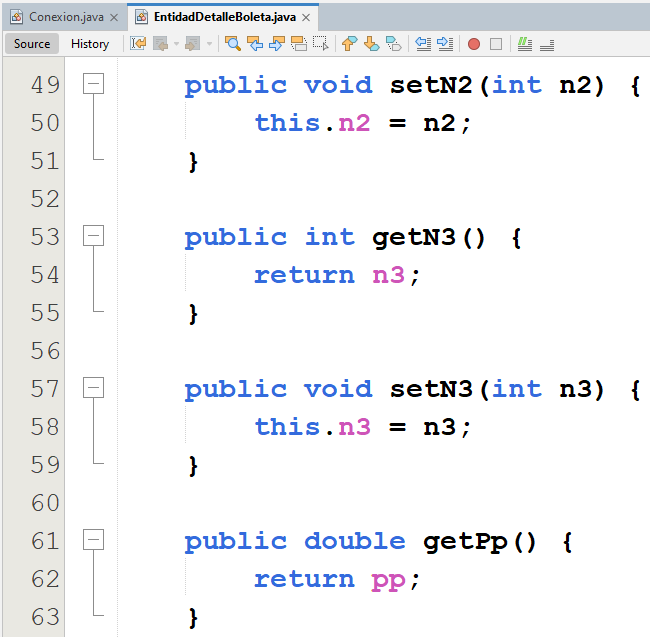 Conexion.java
EntidadDetalleBoleta.java
Source History
49 public void setN2(int n2) {
50 this.n2 = n2;
51 }
52
53 public int getN3() {
54 return n3;
55 }
56
57 public void setN3(int n3) {
58 this.n3 = n3;
59 }
60
61 public double getPp() {
62 return pp;
63 }